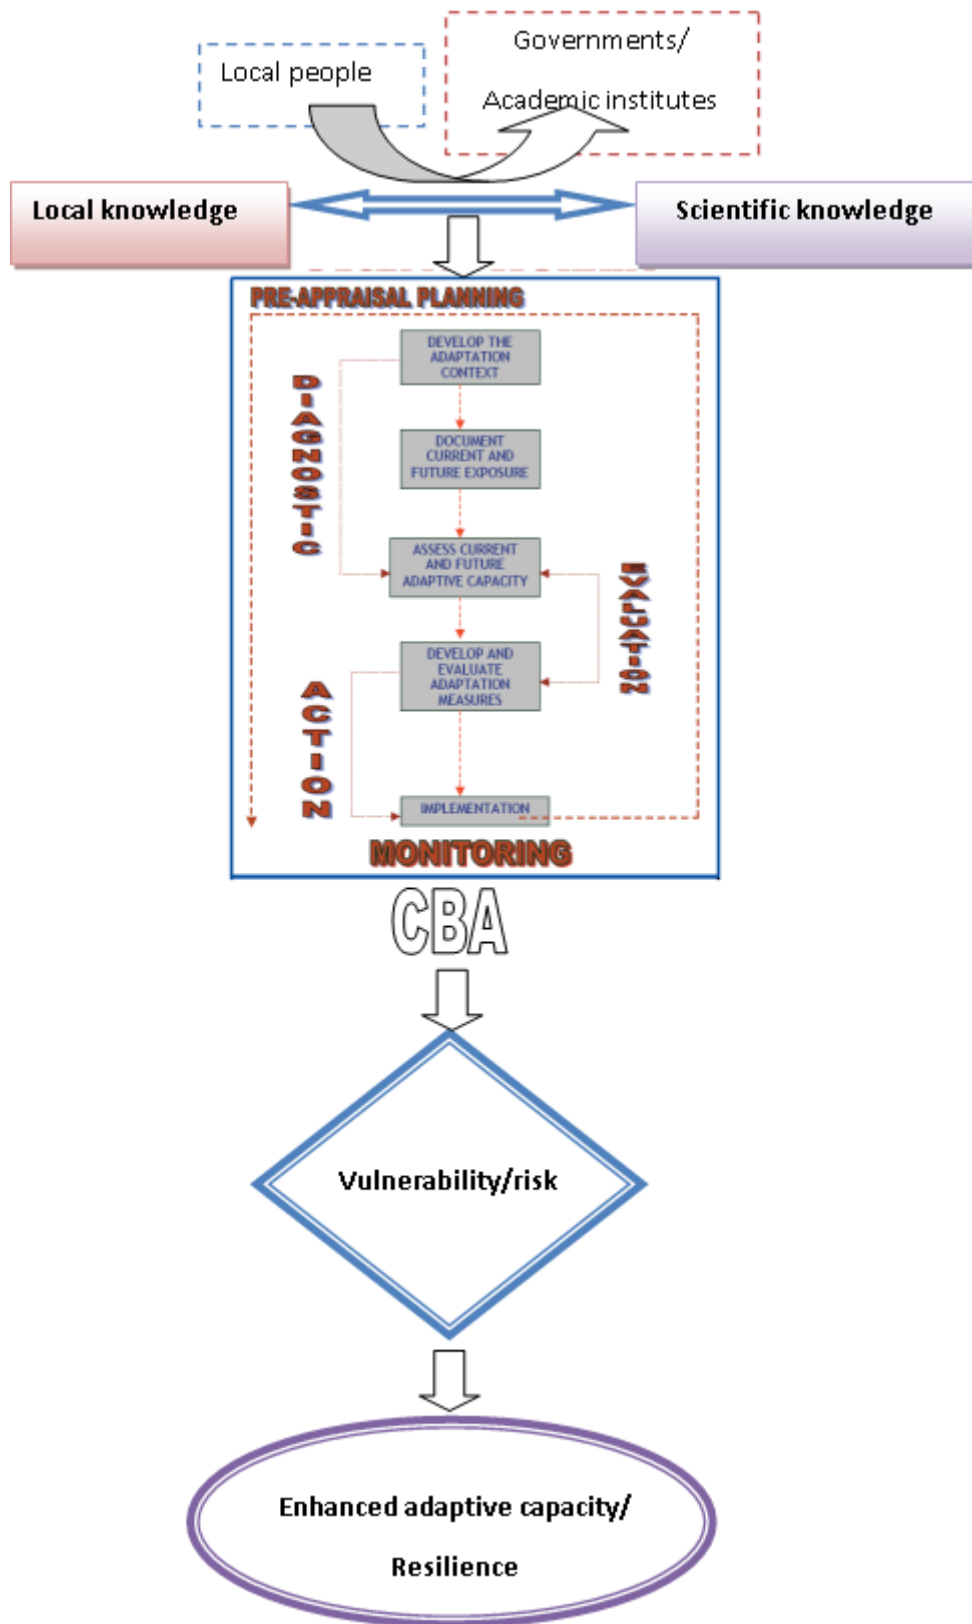 Local people
Governments/
Academic institutes
Local knowledge
Scientific knowledge
PRE-APPRAISAL PLANNING
DEVELOP THE
ADAPTATION
CONTEXT
DIAGNOSTIC
DOCUMENT
CURRENT AND
FUTURE EXPOSURE
ASSESS CURRENT
AND FUTURE
ADAPTIVE CAPACITY
EVALUATION
DEVELOP AND
EVALUATE
ADAPTATION
MEASURES
ACTION
IMPLEMENTATION
MONITORING
CBA
Vulnerability/risk
Enhanced adaptive capacity/
Resilience